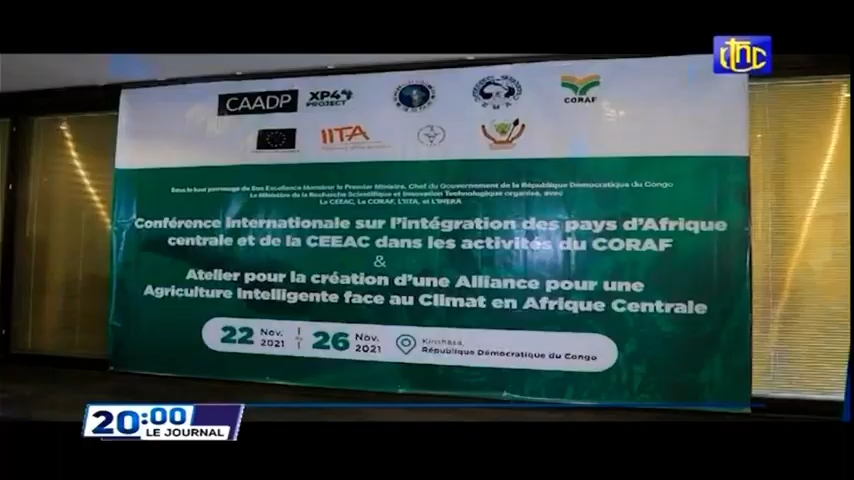 rtnc
CAADP
XP4
PROJECT
CORAF
IITA
Sous le haut patronage de Son Excellence Monsieur le Premier Ministre, Chef du Gouvernement de la République Démocratique du Congo
Le Ministère de la Recherche Scientifique et Innovation Technologique organise, avec
La CEEAC, Le CORAF, L'IITA, et L'INERA
Conférence Internationale sur l'intégration des pays d'Afrique
centrale et de la CEEAC dans les activités du CORAF
&
Atelier pour la création d'une Alliance pour une
Agriculture Intelligente face au Climat en Afrique Centrale
22 Nov. 2021 26 Nov. 2021 Kinshasa,
République Démocratique du Congo
20:00
LE JOURNAL